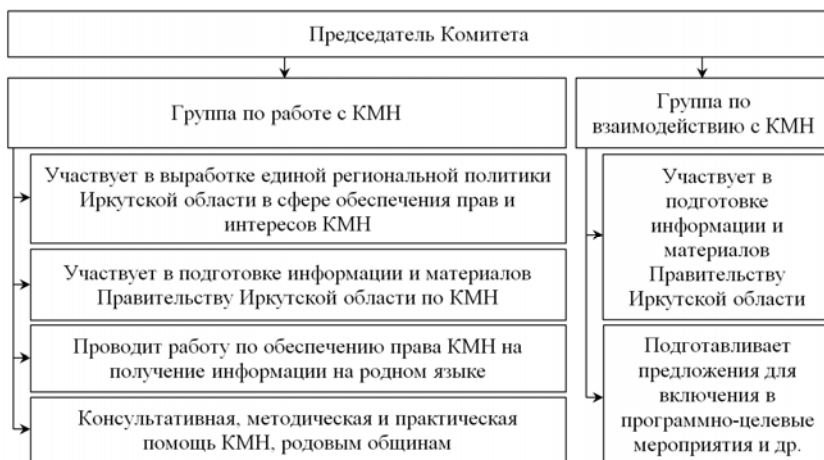 Председатель Комитета
Группа по работе с КМН
Участвует в выработке единой региональной политики
Иркутской области в сфере обеспечения прав и
интересов КМН
Участвует в подготовке информации и материалов
Правительству Иркутской области по КМН
Проводит работу по обеспечению права КМН на
получение информации на родном языке
Консультативная, методическая и практическая
помощь КМН, родовым общинам
Группа по
взаимодействию с КМН
Участвует в
подготовке
информации и
материалов
Правительству
Иркутской области
Подготавливает
предложения для
включения в
программно-целевые
мероприятия и др.